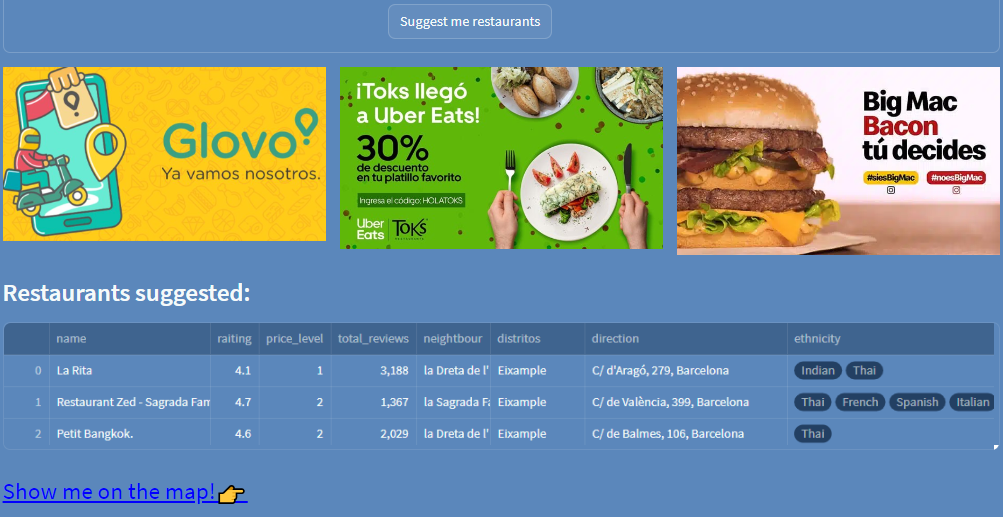 Suggest me restaurants
Glovo
Ya vamos nosotros.
¡Toks llegó
a Uber Eats!
30%
de descuento
en tu platillo favorito
Ingresa el código: HOLATOKS
Uber
Eats
TOKS
RESTAURANTE
Big Mac
Bacon
tú decides
#siesBigMac
#noesBigMac
Restaurants suggested:
name raiting price_level total_reviews neighbour distritos direction ethnicity
0 La Rita 4.1 1 3,188 la Dreta de l' Eixample C/ d'Aragó, 279, Barcelona Indian Thai
1 Restaurant Zed - Sagrada Fam 4.7 2 1,367 la Sagrada Fa Eixample C/ de València, 399, Barcelona Thai French Spanish Italian
2 Petit Bangkok. 4.6 2 2,029 la Dreta de l' Eixample C/ de Balmes, 106, Barcelona Thai
Show me on the map!👉